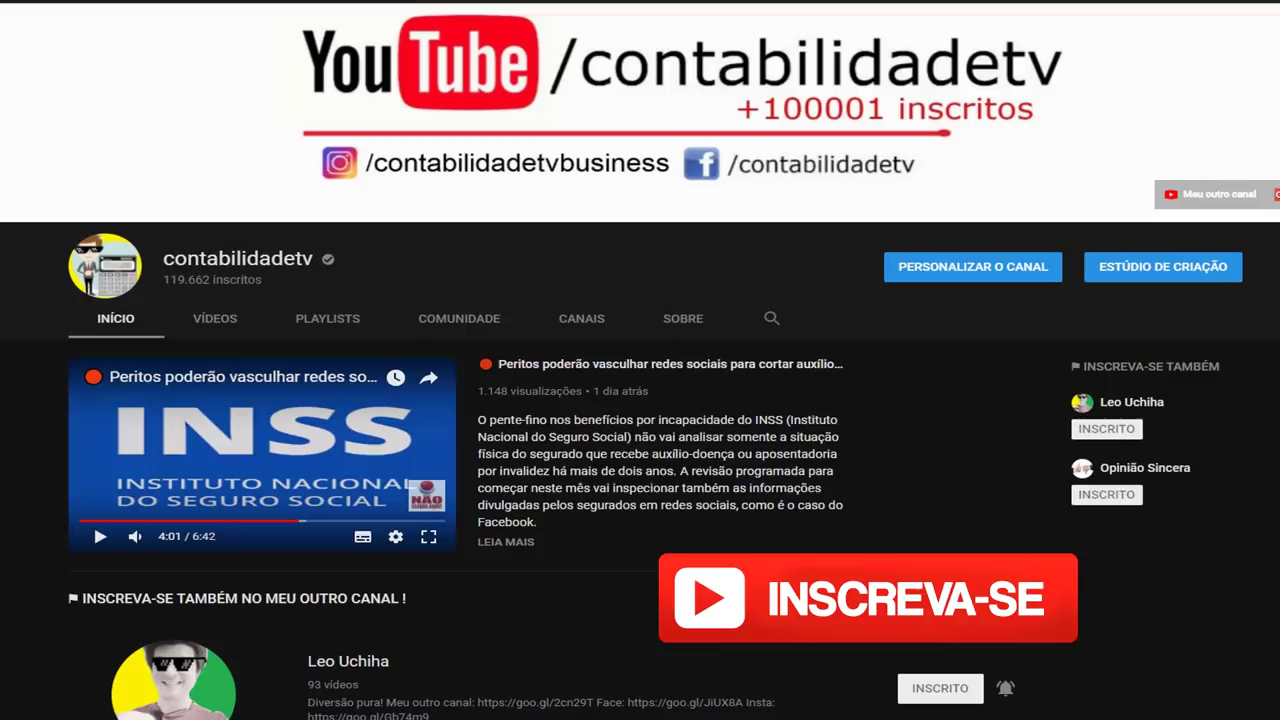 YouTube /contabilidadetv
+100001 inscritos
/contabilidadetvbusiness /contabilidadetv
Meu outro canal
contabilidadetv
119.662 inscritos
PERSONALIZAR O CANAL
ESTÚDIO DE CRIAÇÃO
INÍCIO VÍDEOS PLAYLISTS COMUNIDADE CANAIS SOBRE
Peritos poderão vasculhar redes so...
INSS
INSTITUTO NACIONAL
DO SEGURO SOCIAL
NÃO
4:01 / 6:42
Peritos poderão vasculhar redes sociais para cortar auxílio...
1.148 visualizações • 1 dia atrás
O pente-fino nos benefícios por incapacidade do INSS (Instituto
Nacional do Seguro Social) não vai analisar somente a situação
física do segurado que recebe auxílio-doença ou aposentadoria
por invalidez há mais de dois anos. A revisão programada para
começar neste mês vai inspecionar também as informações
divulgadas pelos segurados em redes sociais, como é o caso do
Facebook.
LEIA MAIS
INSCREVA-SE TAMBÉM
Leo Uchiha
INSCRITO
Opinião Sincera
INSCRITO
INSCREVA-SE
INSCREVA-SE TAMBÉM NO MEU OUTRO CANAL !
Leo Uchiha
93 vídeos
Diversão pura! Meu outro canal: https://goo.gl/2cn29T Face: https://goo.gl/JiUX8A Insta:
https://goo.gl/Gb74m9
INSCRITO